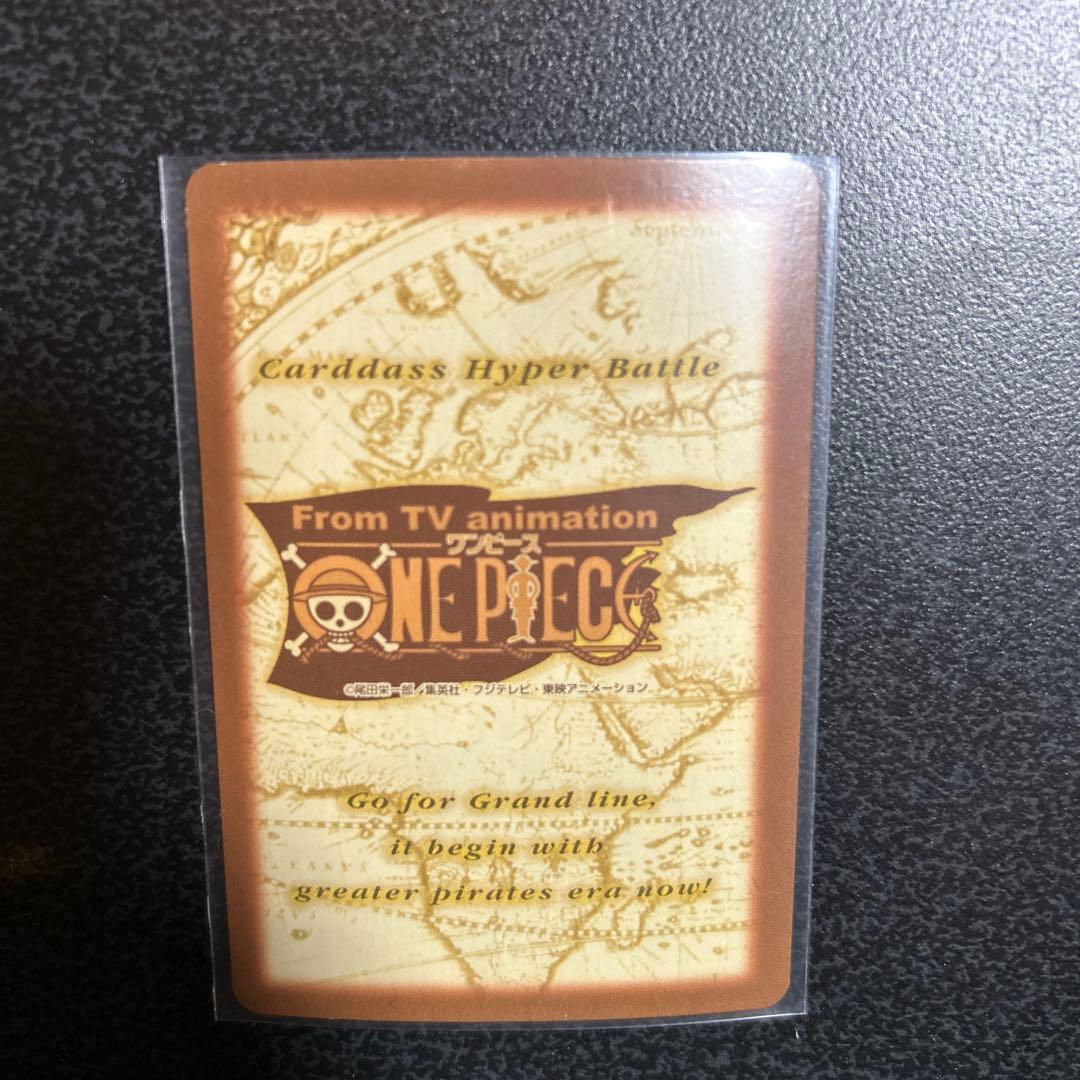 Carddass Hyper Battle
From TV animation
ワンピース
ONE PIECE
©尾田栄一郎/集英社・フジテレビ・東映アニメーション
Go for Grand line,
it begin with
greater pirates era now!